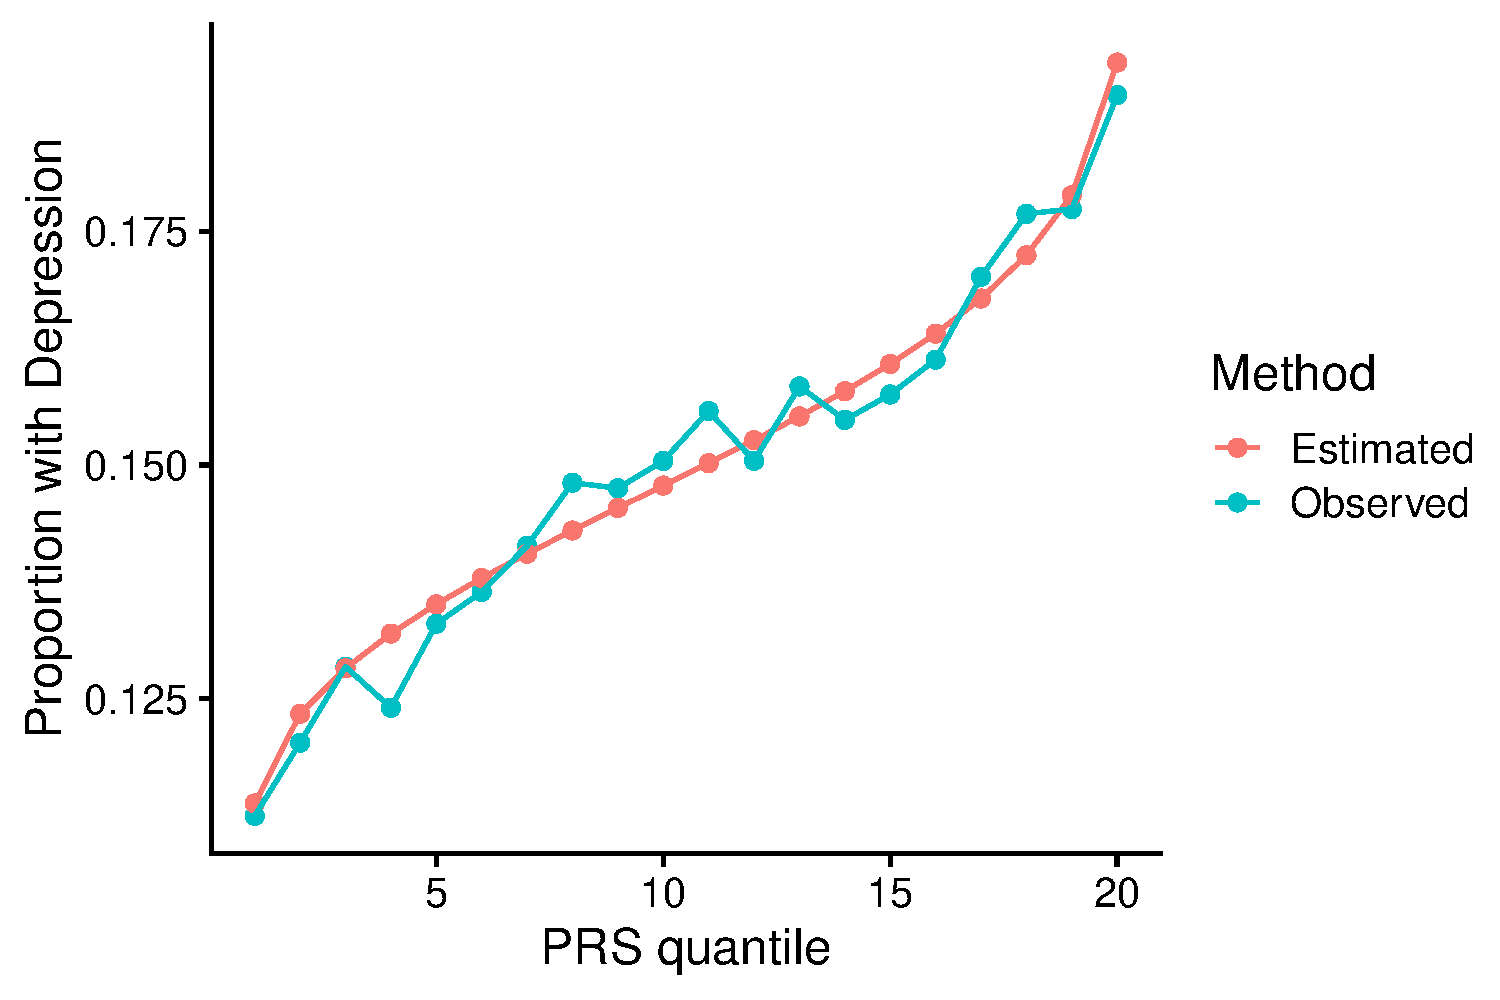 Proportion with Depression
0.175
0.150
0.125
5
10
15
20
PRS quantile
Method
Estimated
Observed